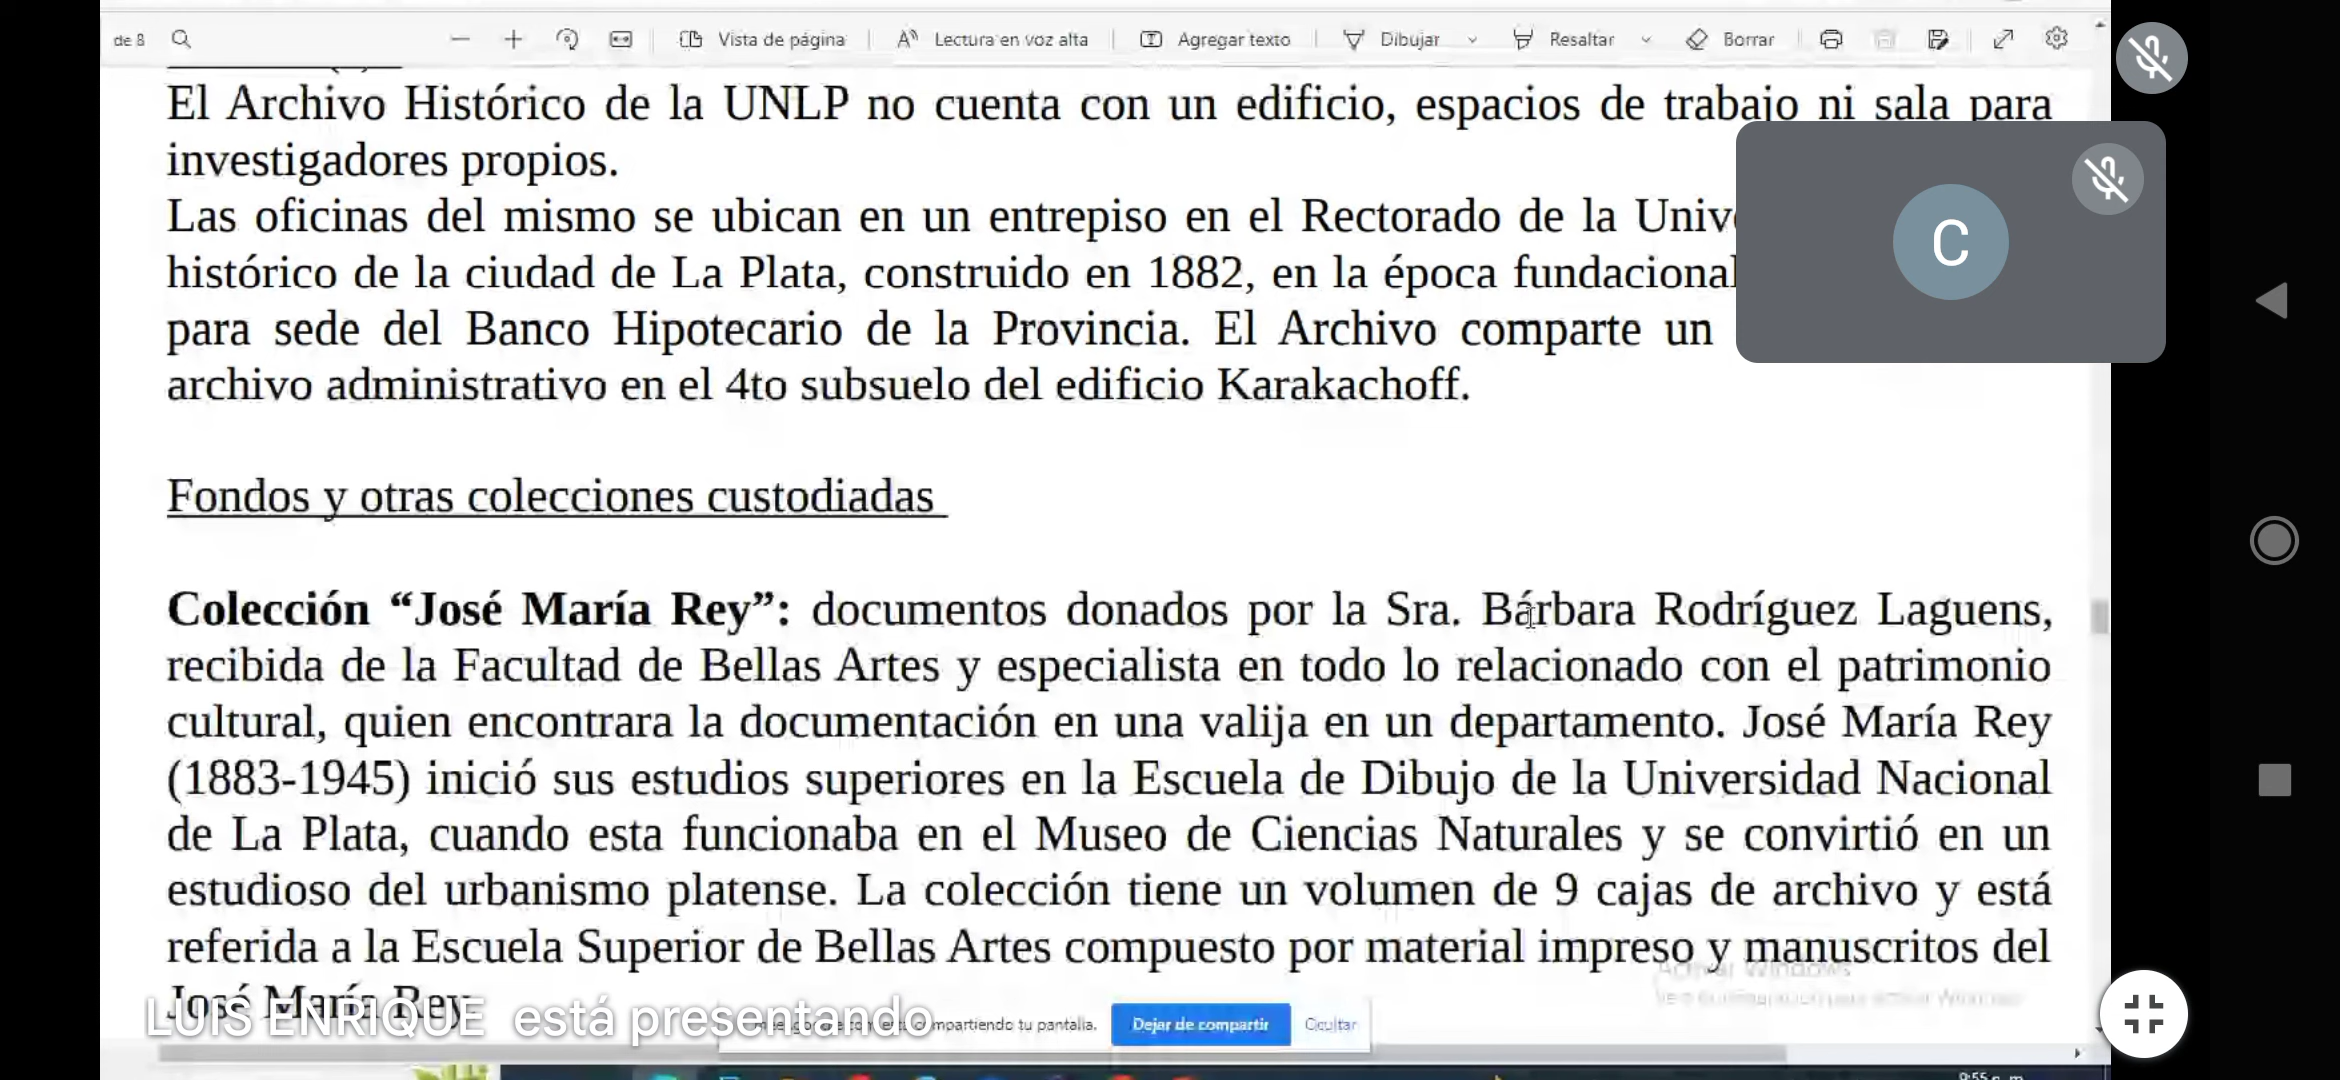 de 8
Vista de página
Lectura en voz alta
Agregar texto
Dibujar
Resaltar
Borrar
El Archivo Histórico de la UNLP no cuenta con un edificio, espacios de trabajo ni sala para
investigadores propios.
Las oficinas del mismo se ubican en un entrepiso en el Rectorado de la
histórico de la ciudad de La Plata, construido en 1882, en la época fundacional
para sede del Banco Hipotecario de la Provincia. El Archivo comparte un
archivo administrativo en el 4to subsuelo del edificio Karakachoff.
C
Fondos y otras colecciones custodiadas
Colección “José María Rey”: documentos donados por la Sra. Bárbara Rodríguez Laguens,
recibida de la Facultad de Bellas Artes y especialista en todo lo relacionado con el patrimonio
cultural, quien encontrara la documentación en una valija en un departamento. José María Rey
(1883-1945) inició sus estudios superiores en la Escuela de Dibujo de la Universidad Nacional
de La Plata, cuando esta funcionaba en el Museo de Ciencias Naturales y se convirtió en un
estudioso del urbanismo platense. La colección tiene un volumen de 9 cajas de archivo y está
referida a la Escuela Superior de Bellas Artes compuesto por material impreso y manuscritos del
José María Rey
Activar Windows
LUIS ENRIQUE está presentando
compartiendo tu pantalla.
Dejar de compartir
Ocultar